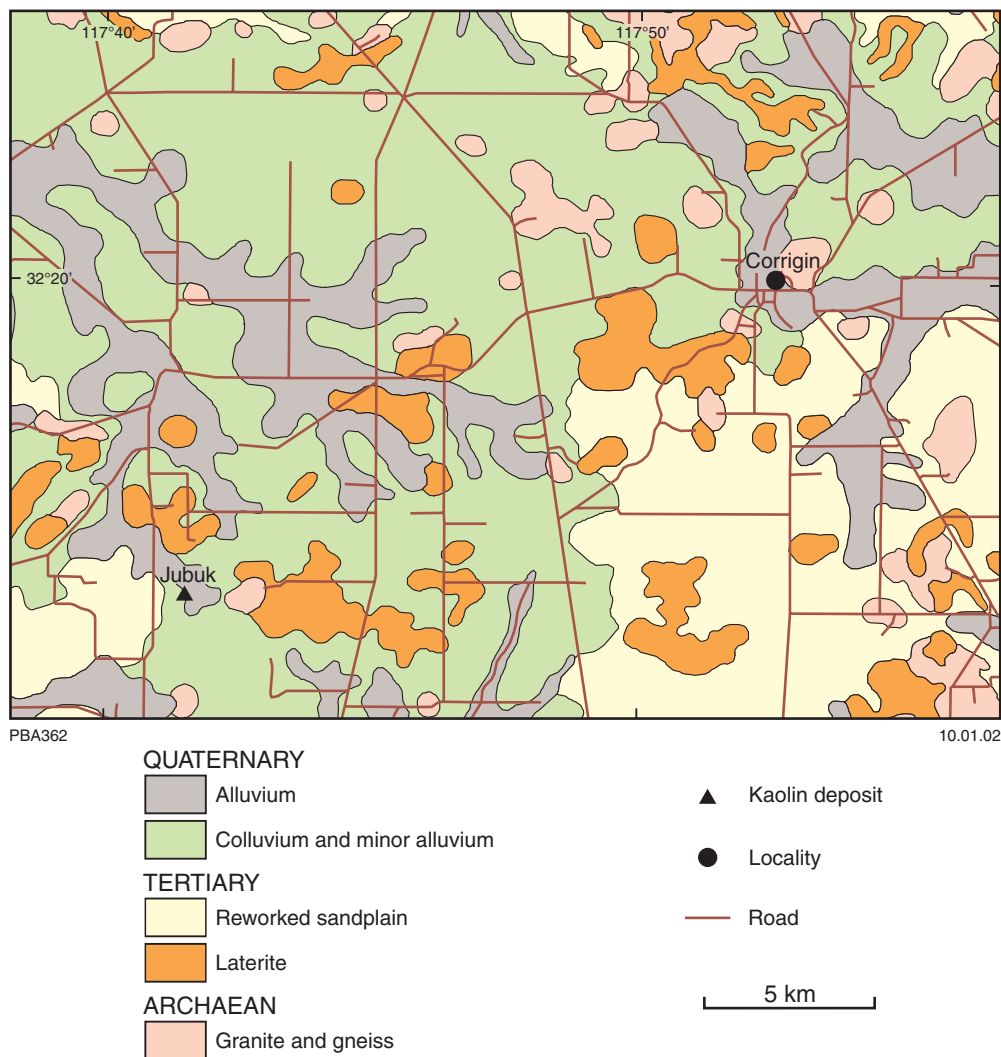 117°40'
117°50'
32°20'
Corrigin
Jubuk
PBA362
10.01.02
QUATERNARY
Alluvium
Colluvium and minor alluvium
TERTIARY
Reworked sandplain
Laterite
ARCHAEAN
Granite and gneiss
Kaolin deposit
Locality
Road
5 km